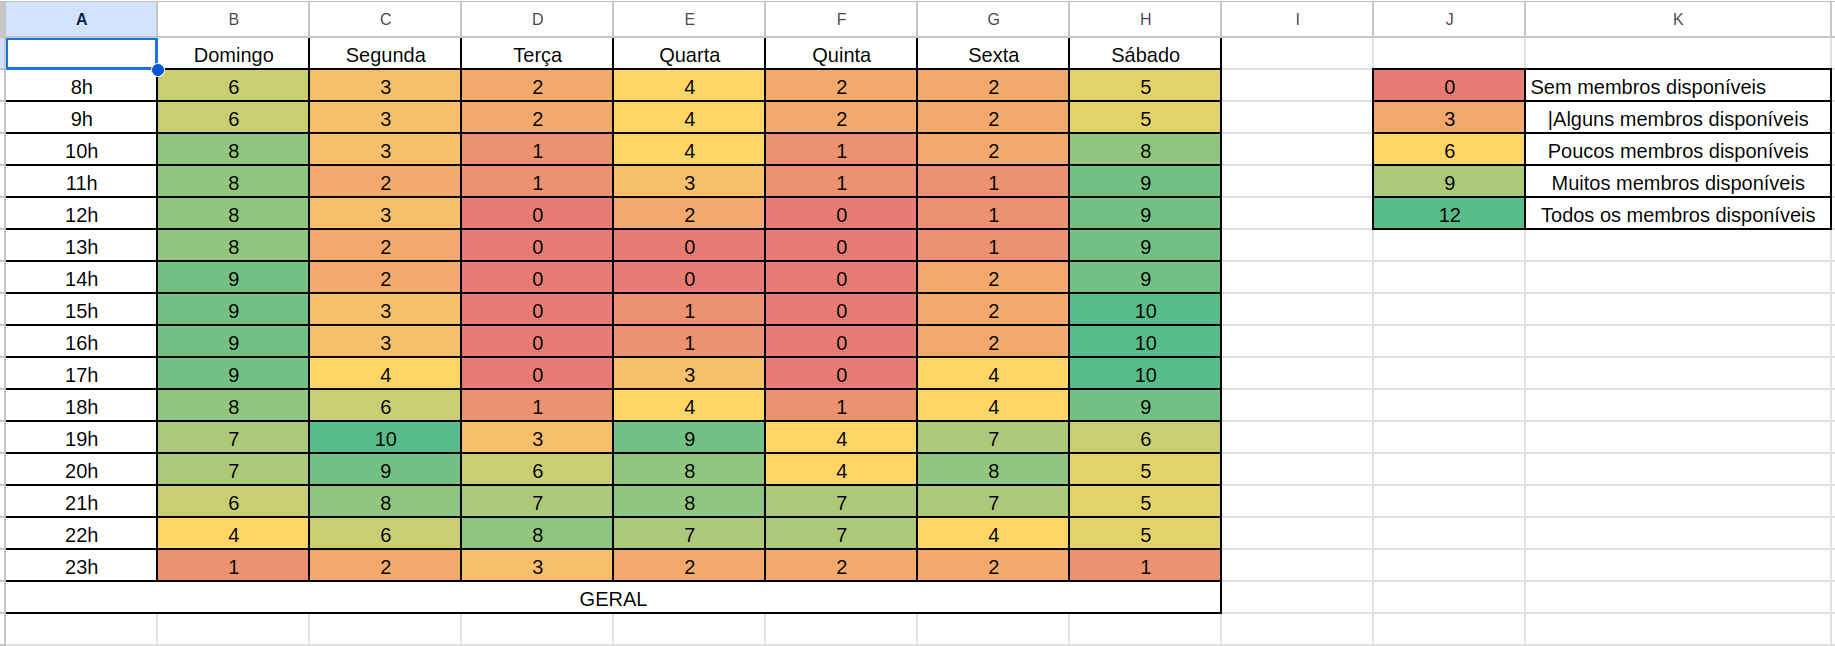 A B C D E F G H I J K
Domingo Segunda Terça Quarta Quinta Sexta Sábado
8h 6 3 2 4 2 2 5 0 Sem membros disponíveis
9h 6 3 2 4 2 2 5 3 |Alguns membros disponíveis
10h 8 3 1 4 1 2 8 6 Poucos membros disponíveis
11h 8 2 1 3 1 1 9 9 Muitos membros disponíveis
12h 8 3 0 2 0 1 9 12 Todos os membros disponíveis
13h 8 2 0 0 0 1 9
14h 9 2 0 0 0 2 9
15h 9 3 0 1 0 2 10
16h 9 3 0 1 0 2 10
17h 9 4 0 3 0 4 10
18h 8 6 1 4 1 4 9
19h 7 10 3 9 4 7 6
20h 7 9 6 8 4 8 5
21h 6 8 7 8 7 7 5
22h 4 6 8 7 7 4 5
23h 1 2 3 2 2 2 1
GERAL